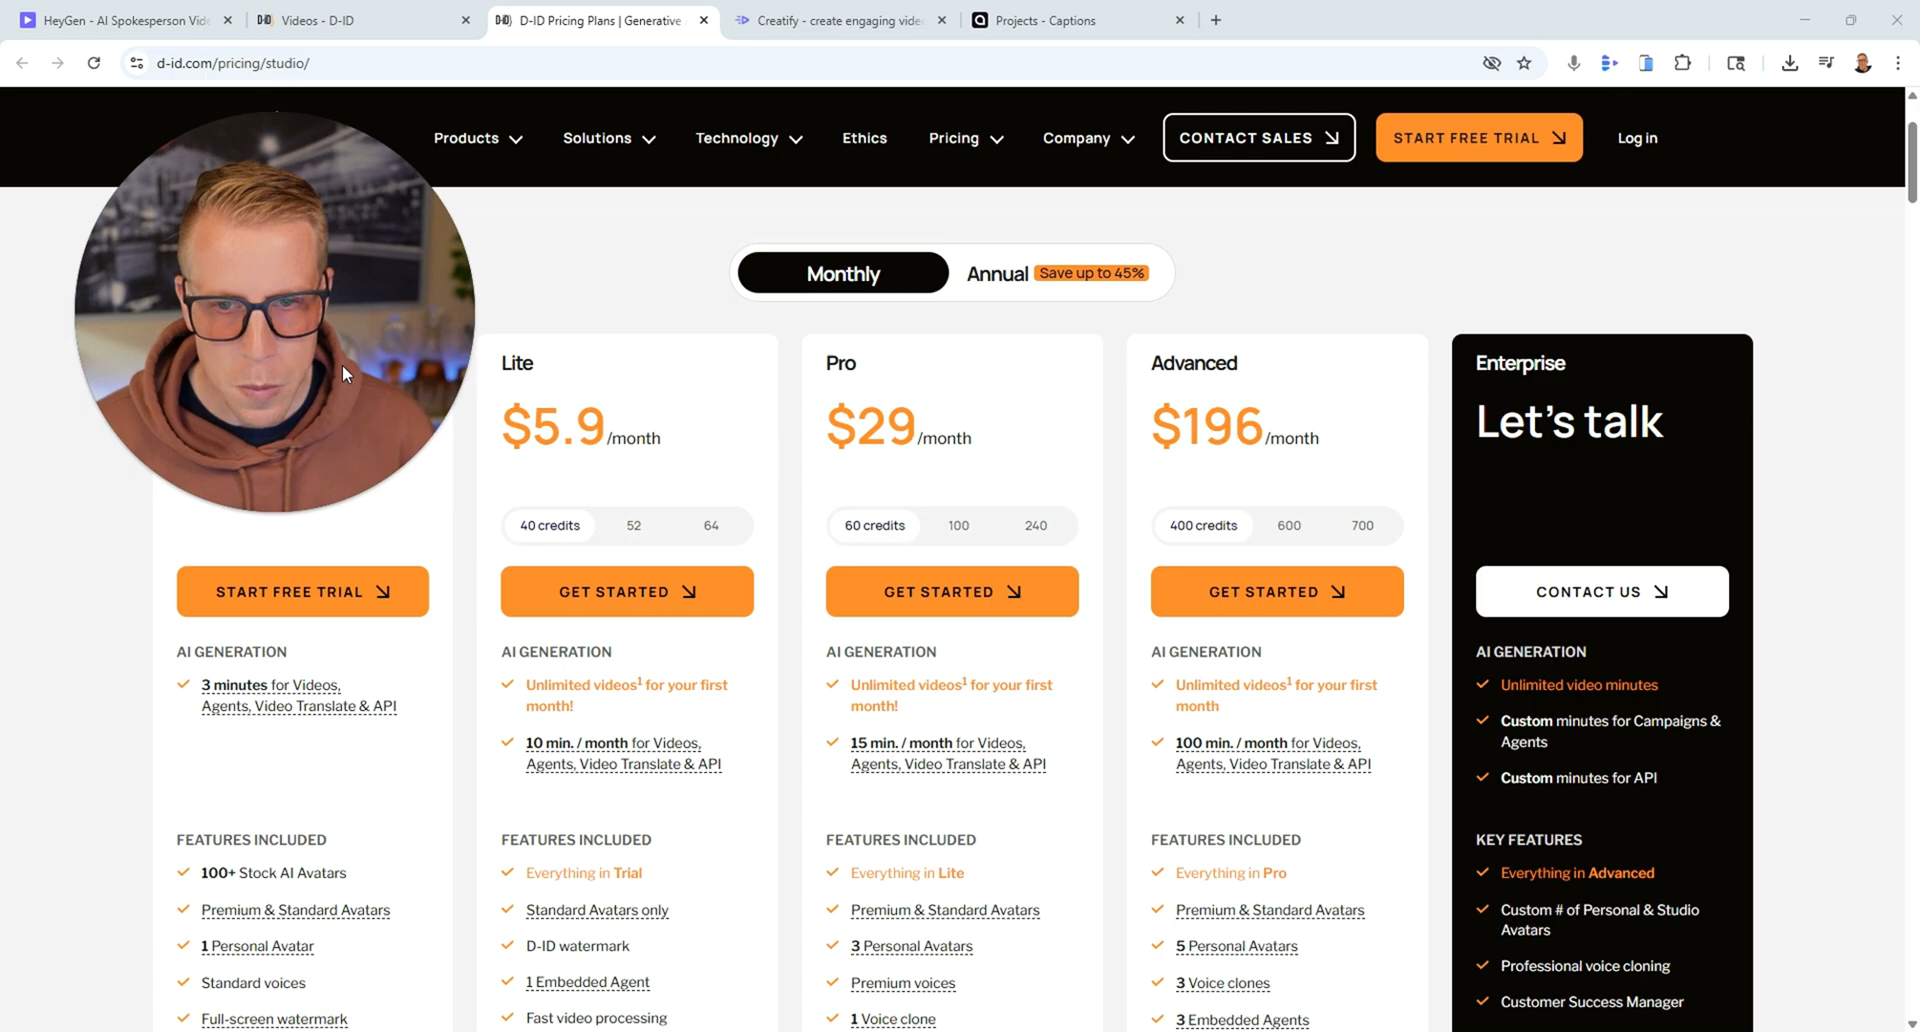 HeyGen - AI Spokesperson Vide
D-ID Videos - D-ID
D-ID D-ID Pricing Plans | Generative
Creatify - create engaging video
Projects - Captions
d-id.com/pricing/studio/
Products
Solutions
Technology
Ethics
Pricing
Company
CONTACT SALES
START FREE TRIAL
Log in
Monthly
Annual Save up to 45%
START FREE TRIAL
AI GENERATION
3 minutes for Videos,
Agents, Video Translate & API
FEATURES INCLUDED
100+ Stock AI Avatars
Premium & Standard Avatars
1 Personal Avatar
Standard voices
Full-screen watermark
Lite
$5.9/month
40 credits 52 64
GET STARTED
AI GENERATION
Unlimited videos¹ for your first
month!
10 min. / month for Videos,
Agents, Video Translate & API
FEATURES INCLUDED
Everything in Trial
Standard Avatars only
D-ID watermark
1 Embedded Agent
Fast video processing
Pro
$29/month
60 credits 100 240
GET STARTED
AI GENERATION
Unlimited videos¹ for your first
month!
15 min. / month for Videos,
Agents, Video Translate & API
FEATURES INCLUDED
Everything in Lite
Premium & Standard Avatars
3 Personal Avatars
Premium voices
1 Voice clone
Advanced
$196/month
400 credits 600 700
GET STARTED
AI GENERATION
Unlimited videos¹ for your first
month
100 min. / month for Videos,
Agents, Video Translate & API
FEATURES INCLUDED
Everything in Pro
Premium & Standard Avatars
5 Personal Avatars
3 Voice clones
3 Embedded Agents
Enterprise
Let's talk
CONTACT US
AI GENERATION
Unlimited video minutes
Custom minutes for Campaigns &
Agents
Custom minutes for API
KEY FEATURES
Everything in Advanced
Custom # of Personal & Studio
Avatars
Professional voice cloning
Customer Success Manager